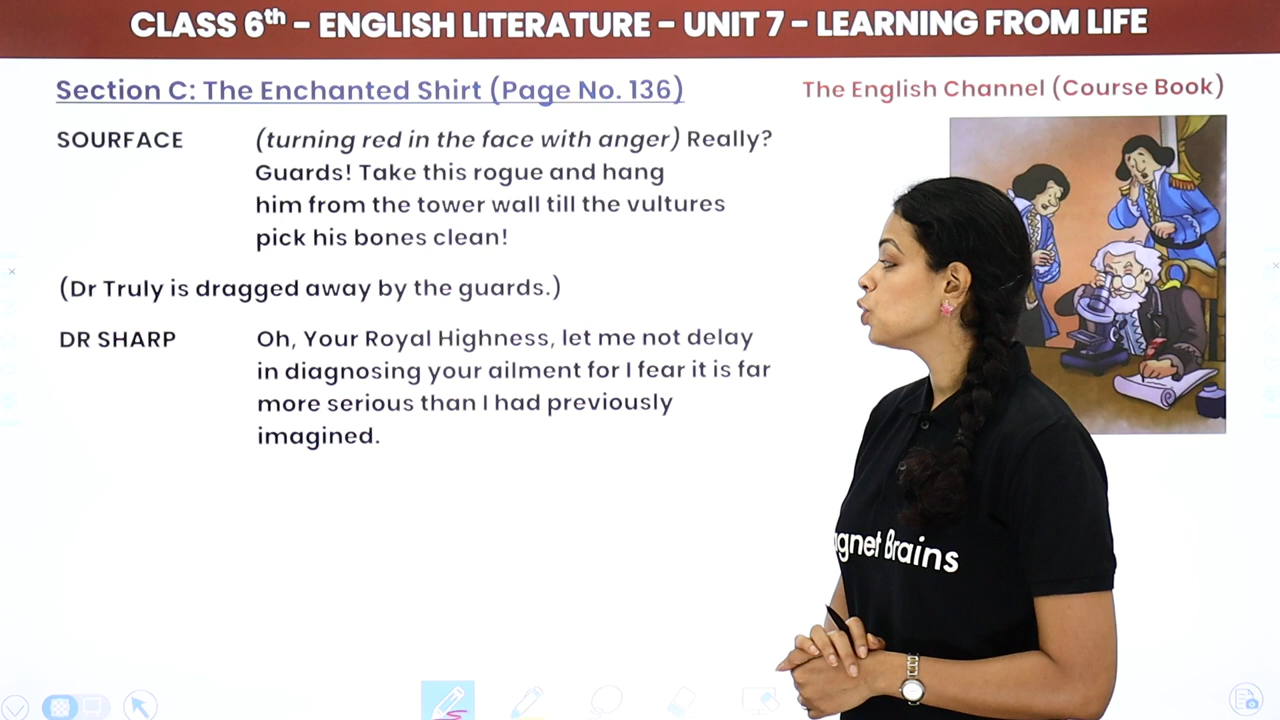 CLASS 6th – ENGLISH LITERATURE – UNIT 7 – LEARNING FROM LIFE
Section C: The Enchanted Shirt (Page No. 136)
The English Channel (Course Book)
SOURFACE (turning red in the face with anger) Really?
Guards! Take this rogue and hang
him from the tower wall till the vultures
pick his bones clean!
(Dr Truly is dragged away by the guards.)
DR SHARP Oh, Your Royal Highness, let me not delay
in diagnosing your ailment for I fear it is far
more serious than I had previously
imagined.
agnet Brains